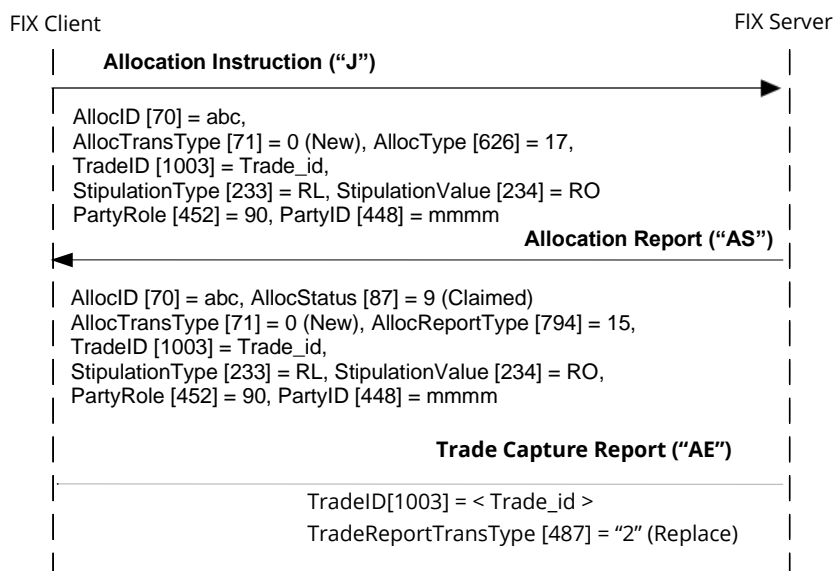 FIX Client
FIX Server
Allocation Instruction (“J”)
AllocID [70] = abc,
AllocTransType [71] = 0 (New), AllocType [626] = 17,
TradeID [1003] = Trade_id,
StipulationType [233] = RL, StipulationValue [234] = RO
PartyRole [452] = 90, PartyID [448] = mmmm
Allocation Report (“AS”)
AllocID [70] = abc, AllocStatus [87] = 9 (Claimed)
AllocTransType [71] = 0 (New), AllocReportType [794] = 15,
TradeID [1003] = Trade_id,
StipulationType [233] = RL, StipulationValue [234] = RO,
PartyRole [452] = 90, PartyID [448] = mmmm
Trade Capture Report (“AE”)
TradeID[1003] = < Trade_id >
TradeReportTransType [487] = “2” (Replace)